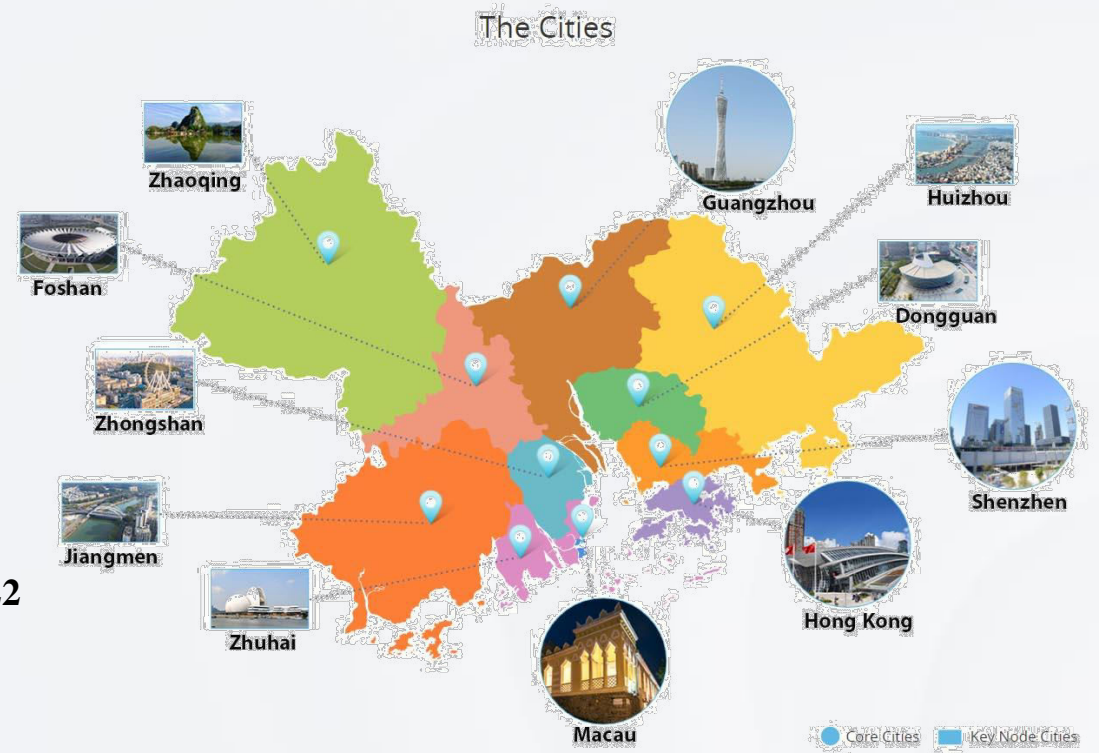 The Cities
Zhaoqing
Guangzhou
Huizhou
Foshan
Dongguan
Zhongshan
Shenzhen
Jiangmen
2
Hong Kong
Zhuhai
Macau
Core Cities
Key Node Cities